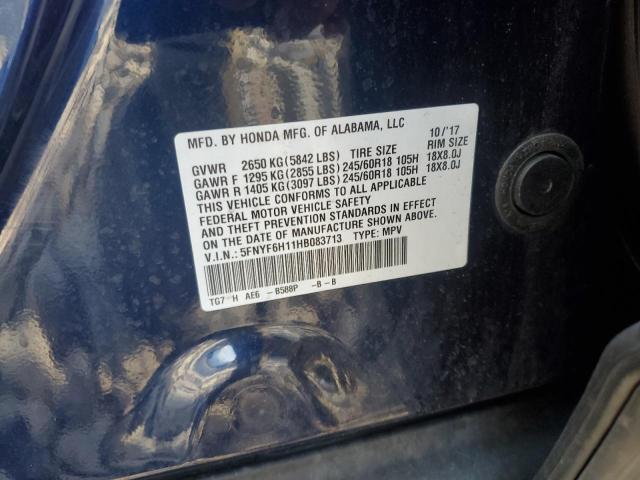 MFD. BY HONDA MFG. OF ALABAMA, LLC 10/'17
GVWR 2650 KG(5842 LBS) TIRE SIZE RIM SIZE
GAWR F 1295 KG(2855 LBS)245/60R18 105H 18X8.0J
GAWR R 1405 KG(3097 LBS)245/60R18 105H 18X8.0J
THIS VEHICLE CONFORMS TO ALL APPLICABLE
FEDERAL MOTOR VEHICLE SAFETY
AND THEFT PREVENTION STANDARDS IN EFFECT
ON THE DATE OF MANUFACTURE SHOWN ABOVE.
V.I.N.: 5FNYF6H11HB083713 TYPE: MPV
TG7 H AE6 -B588P -B-B